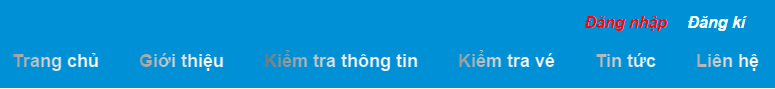 Đăng nhập Đăng kí
Trang chủ Giới thiệu Kiểm tra thông tin Kiểm tra vé Tin tức Liên hệ